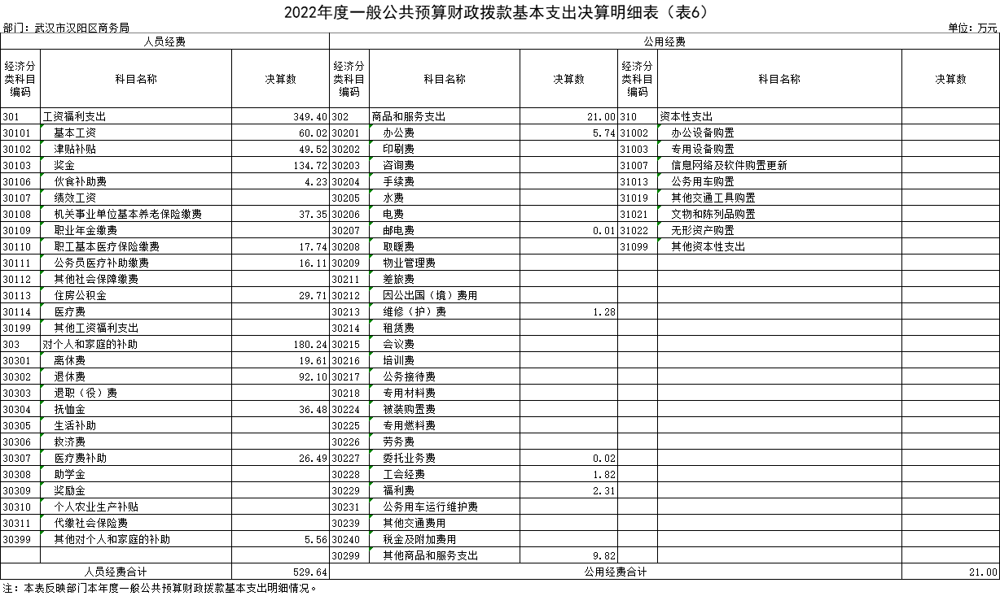 2022年度一般公共预算财政拨款基本支出决算明细表（表6）
部门：武汉市汉阳区商务局 单位：万元
人员经费 公用经费
经济分类科目编码 科目名称 决算数 经济分类科目编码 科目名称 决算数 经济分类科目编码 科目名称 决算数
301 工资福利支出 349.40 302 商品和服务支出 21.00 310 资本性支出
30101 基本工资 60.02 30201 办公费 5.74 31002 办公设备购置
30102 津贴补贴 49.52 30202 印刷费 31003 专用设备购置
30103 奖金 134.72 30203 咨询费 31007 信息网络及软件购置更新
30106 伙食补助费 4.23 30204 手续费 31013 公务用车购置
30107 绩效工资 30205 水费 31019 其他交通工具购置
30108 机关事业单位基本养老保险缴费 37.35 30206 电费 31021 文物和陈列品购置
30109 职业年金缴费 30207 邮电费 0.01 31022 无形资产购置
30110 职工基本医疗保险缴费 17.74 30208 取暖费 31099 其他资本性支出
30111 公务员医疗补助缴费 16.11 30209 物业管理费
30112 其他社会保障缴费 30211 差旅费
30113 住房公积金 29.71 30212 因公出国（境）费用
30114 医疗费 30213 维修（护）费 1.28
30199 其他工资福利支出 30214 租赁费
303 对个人和家庭的补助 180.24 30215 会议费
30301 离休费 19.61 30216 培训费
30302 退休费 92.10 30217 公务接待费
30303 退职（役）费 30218 专用材料费
30304 抚恤金 36.48 30224 被装购置费
30305 生活补助 30225 专用燃料费
30306 救济费 30226 劳务费
30307 医疗费补助 26.49 30227 委托业务费 0.02
30308 助学金 30228 工会经费 1.82
30309 奖励金 30229 福利费 2.31
30310 个人农业生产补贴 30231 公务用车运行维护费
30311 代缴社会保险费 30239 其他交通费用
30399 其他对个人和家庭的补助 5.56 30240 税金及附加费用
30299 其他商品和服务支出 9.82
人员经费合计 529.64 公用经费合计 21.00
注：本表反映部门本年度一般公共预算财政拨款基本支出明细情况。